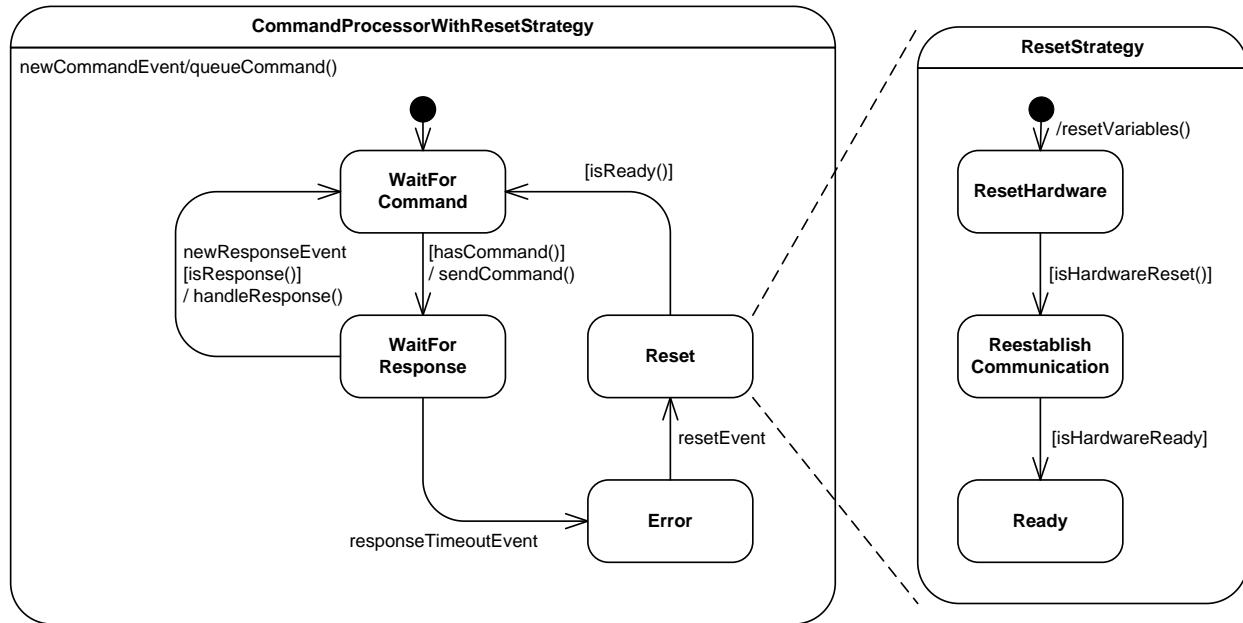 CommandProcessorWithResetStrategy
newCommandEvent/queueCommand()
WaitFor
Command
[isReady()]
newResponseEvent
[isResponse()]
/ handleResponse()
[hasCommand()]
/ sendCommand()
WaitFor
Response
Reset
resetEvent
responseTimeoutEvent
Error
ResetStrategy
/resetVariables()
ResetHardware
[isHardwareReset()]
Reestablish
Communication
[isHardwareReady]
Ready